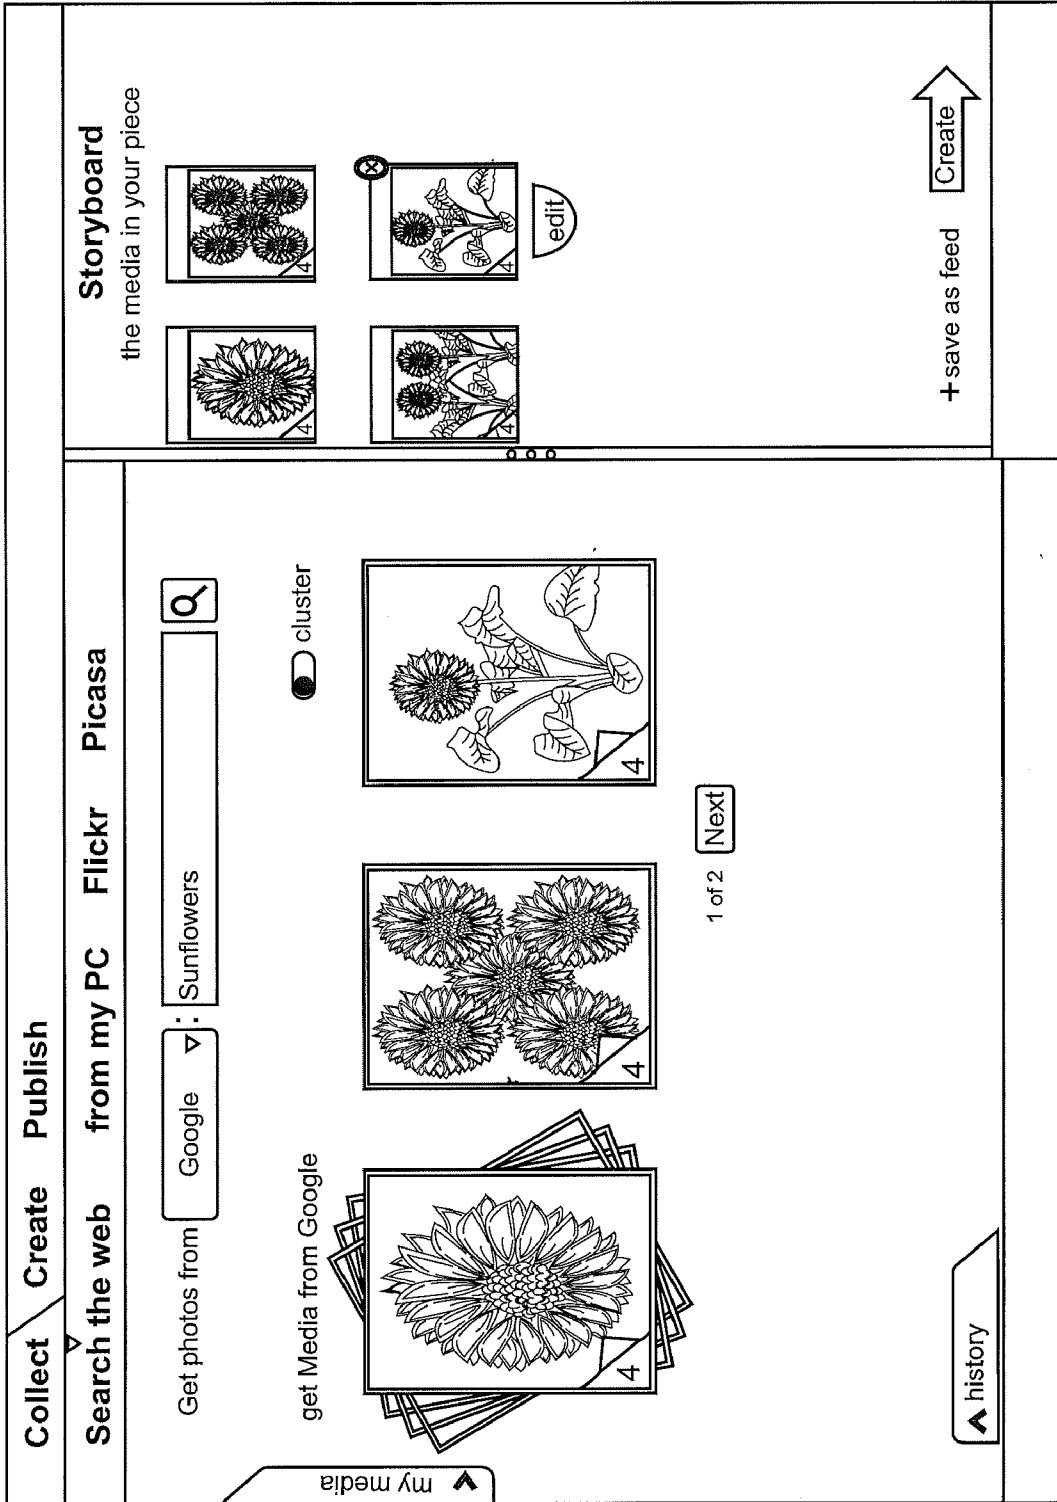 Collect Create Publish
Search the web from my PC Flickr Picasa
Get photos from Google : Sunflowers
get Media from Google
cluster
4
4
4
1 of 2 Next
my media
history
Storyboard
the media in your piece
4
4
4
4
edit
+ save as feed
Create